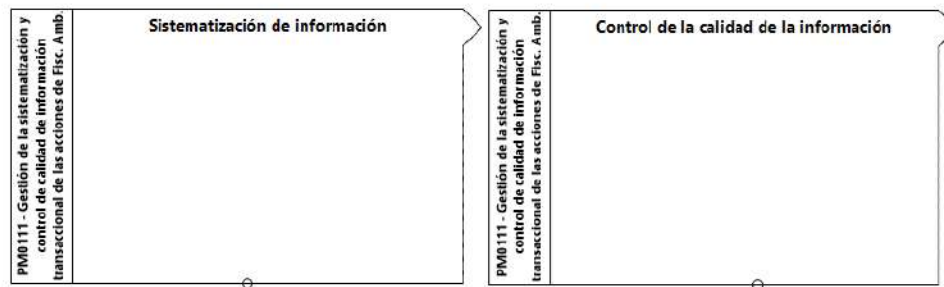 PM0111 - Gestión de la sistematización y
control de calidad de información
transaccional de las acciones de Fisc. Amb.
Sistematización de información
PM0111 - Gestión de la sistematización y
control de calidad de información
transaccional de las acciones de Fisc. Amb.
Control de la calidad de la información